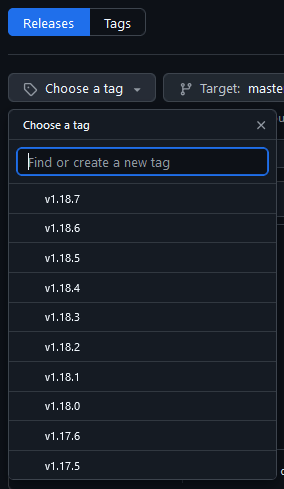 Releases Tags
Choose a tag Target: maste
Choose a tag
Find or create a new tag
v1.18.7
v1.18.6
v1.18.5
v1.18.4
v1.18.3
v1.18.2
v1.18.1
v1.18.0
v1.17.6
v1.17.5